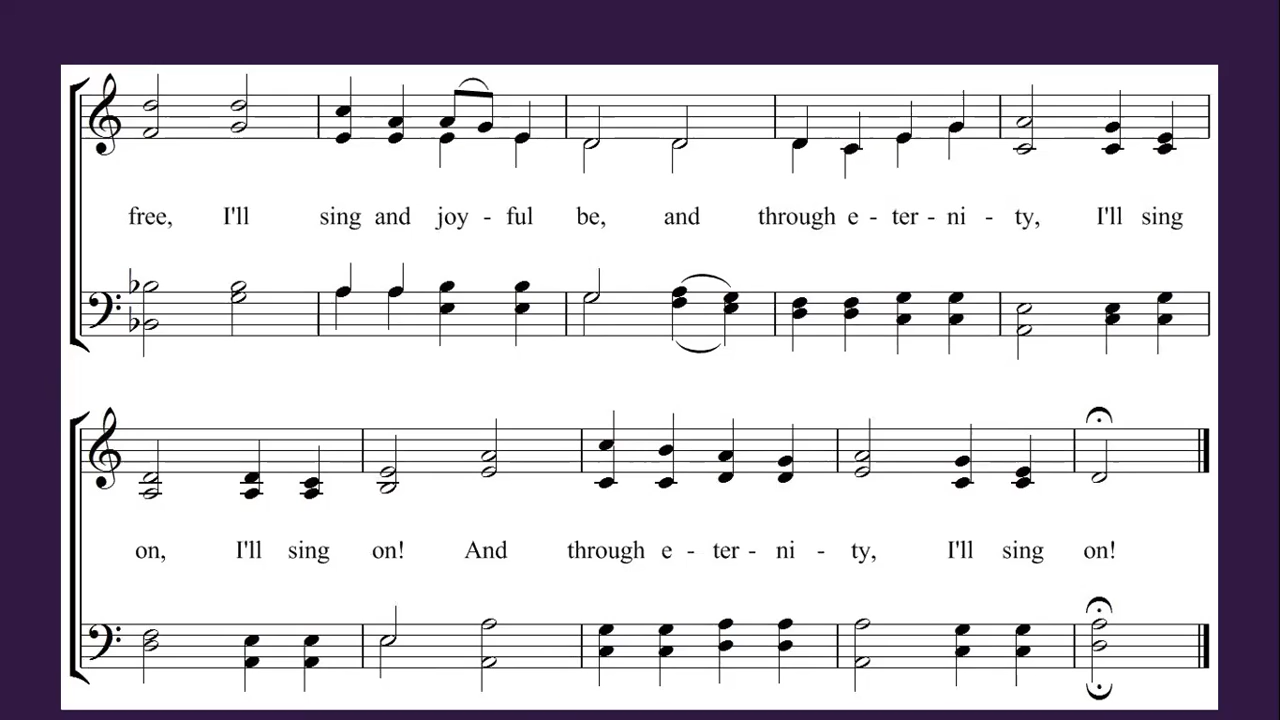 free, I'll sing and joy - ful be, and through e - ter - ni - ty, I'll sing
on, I'll sing on! And through e - ter - ni - ty, I'll sing on!